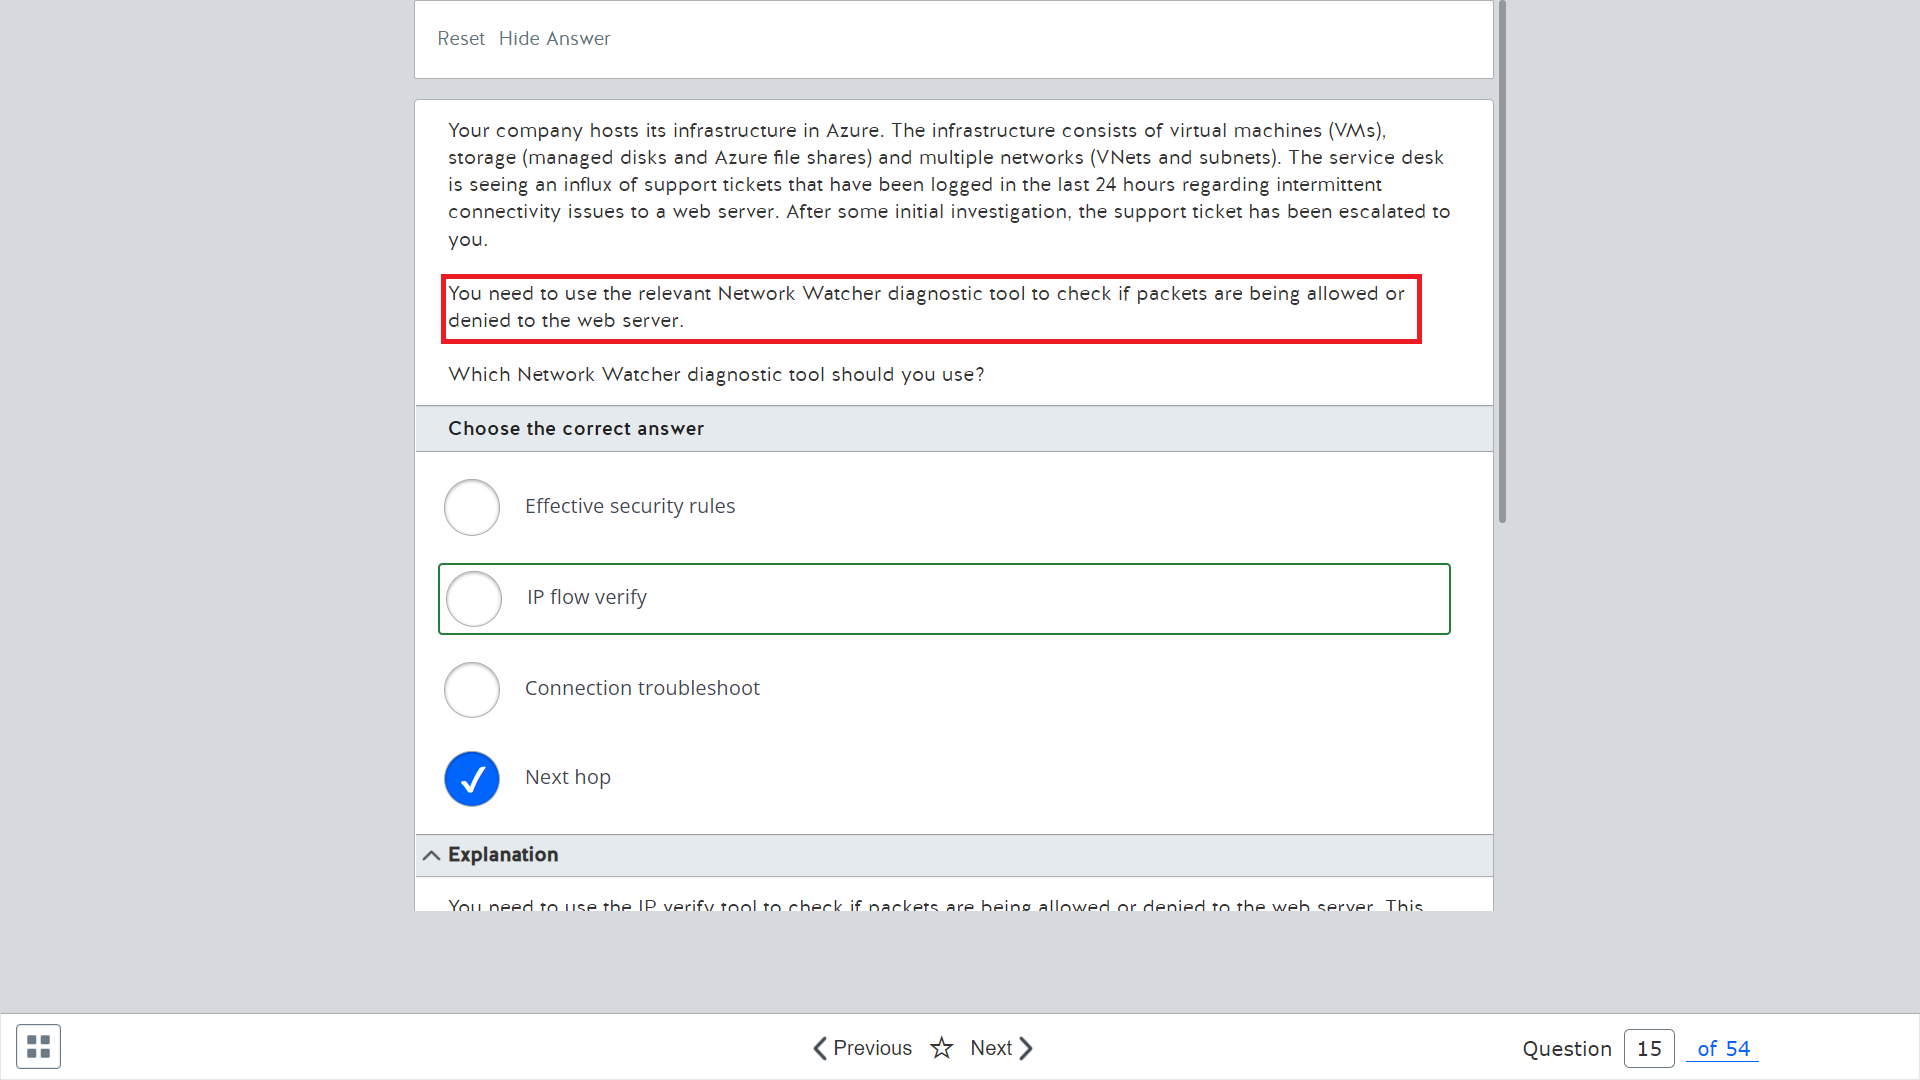 Reset Hide Answer
Your company hosts its infrastructure in Azure. The infrastructure consists of virtual machines (VMs),
storage (managed disks and Azure file shares) and multiple networks (VNets and subnets). The service desk
is seeing an influx of support tickets that have been logged in the last 24 hours regarding intermittent
connectivity issues to a web server. After some initial investigation, the support ticket has been escalated to
you.
You need to use the relevant Network Watcher diagnostic tool to check if packets are being allowed or
denied to the web server.
Which Network Watcher diagnostic tool should you use?
Choose the correct answer
Effective security rules
IP flow verify
Connection troubleshoot
Next hop
Explanation
You need to use the IP verify tool to check if packets are being allowed or denied to the web server. This
Previous Next
Question 15 of 54